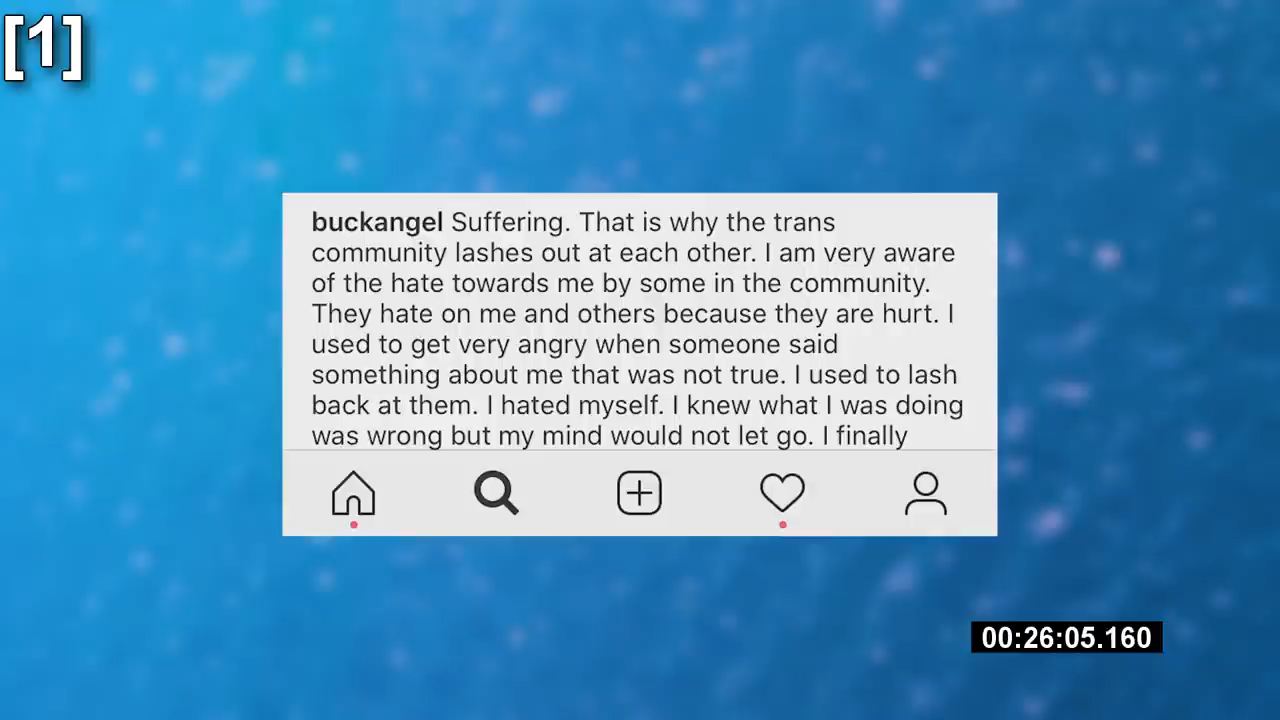 [1]
buckangel Suffering. That is why the trans
community lashes out at each other. I am very aware
of the hate towards me by some in the community.
They hate on me and others because they are hurt. I
used to get very angry when someone said
something about me that was not true. I used to lash
back at them. I hated myself. I knew what I was doing
was wrong but my mind would not let go. I finally
00:26:05.160